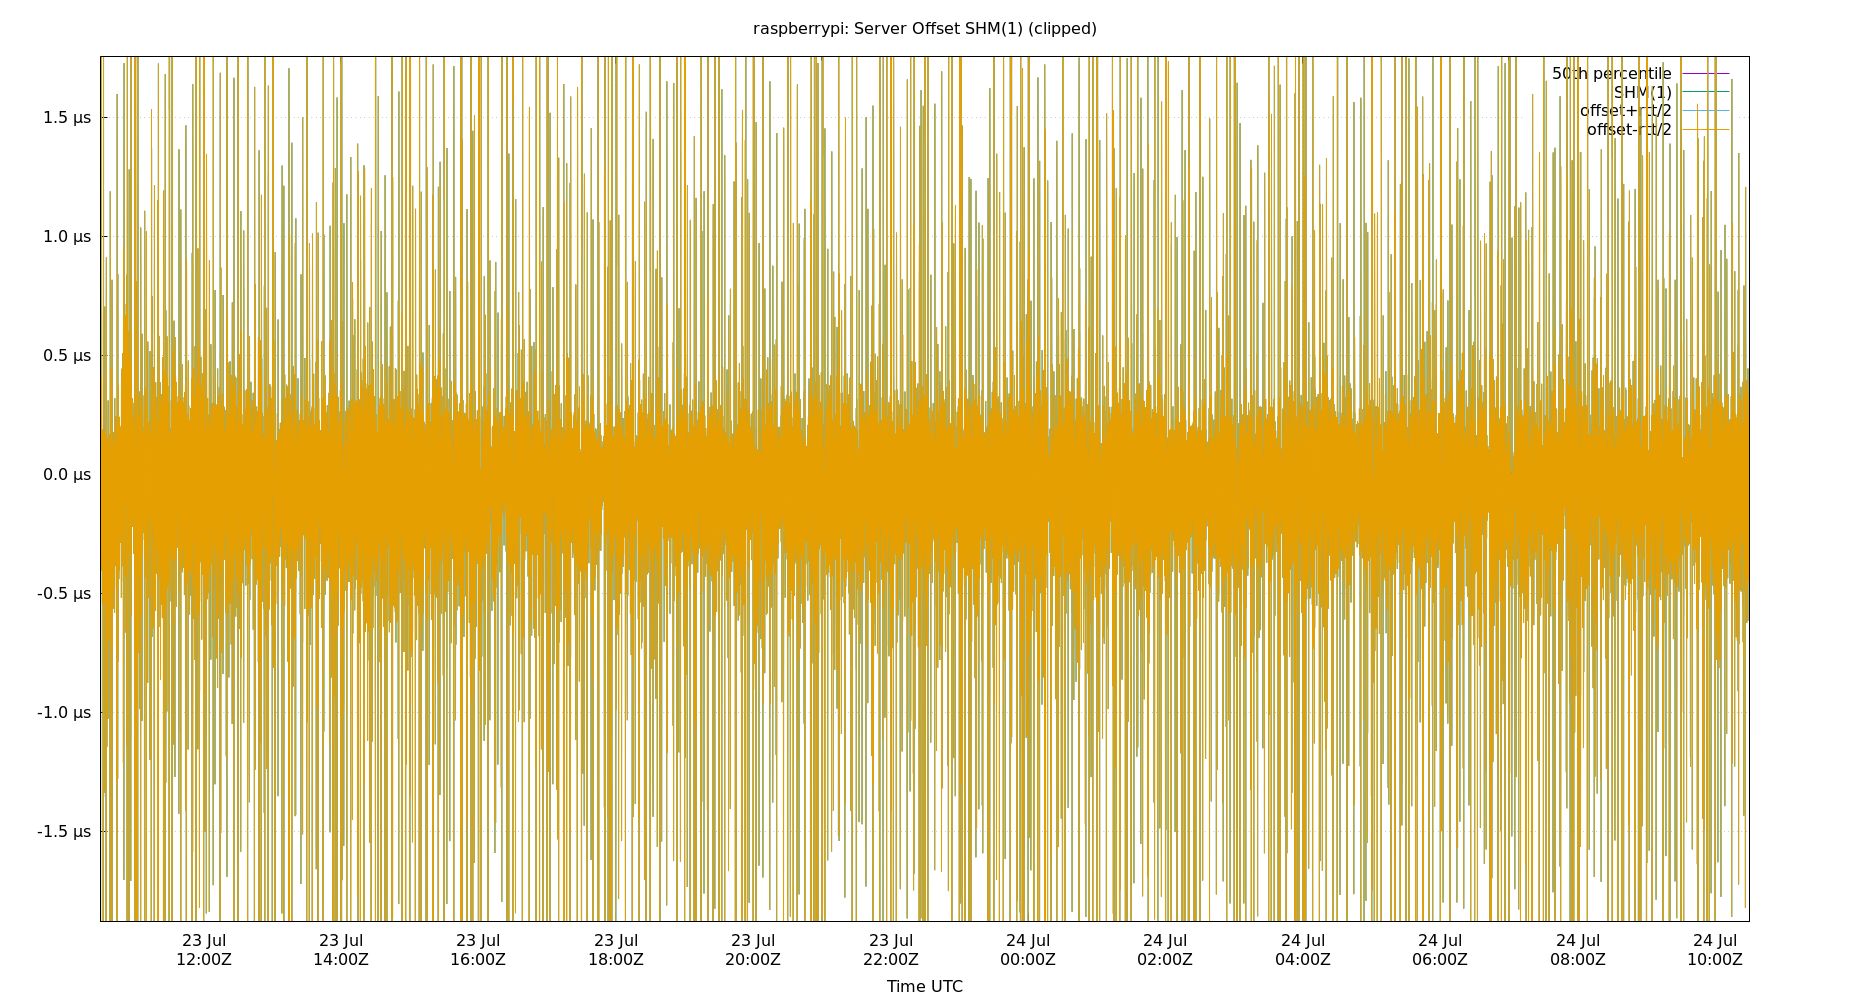 raspberrypi: Server Offset SHM(1) (clipped)
50th percentile
SHM(1)
offset+rtt/2
offset-rtt/2
1.5 µs
1.0 µs
0.5 µs
0.0 µs
-0.5 µs
-1.0 µs
-1.5 µs
23 Jul 23 Jul 23 Jul 23 Jul 23 Jul 23 Jul 24 Jul 24 Jul 24 Jul 24 Jul 24 Jul 24 Jul
12:00Z 14:00Z 16:00Z 18:00Z 20:00Z 22:00Z 00:00Z 02:00Z 04:00Z 06:00Z 08:00Z 10:00Z
Time UTC